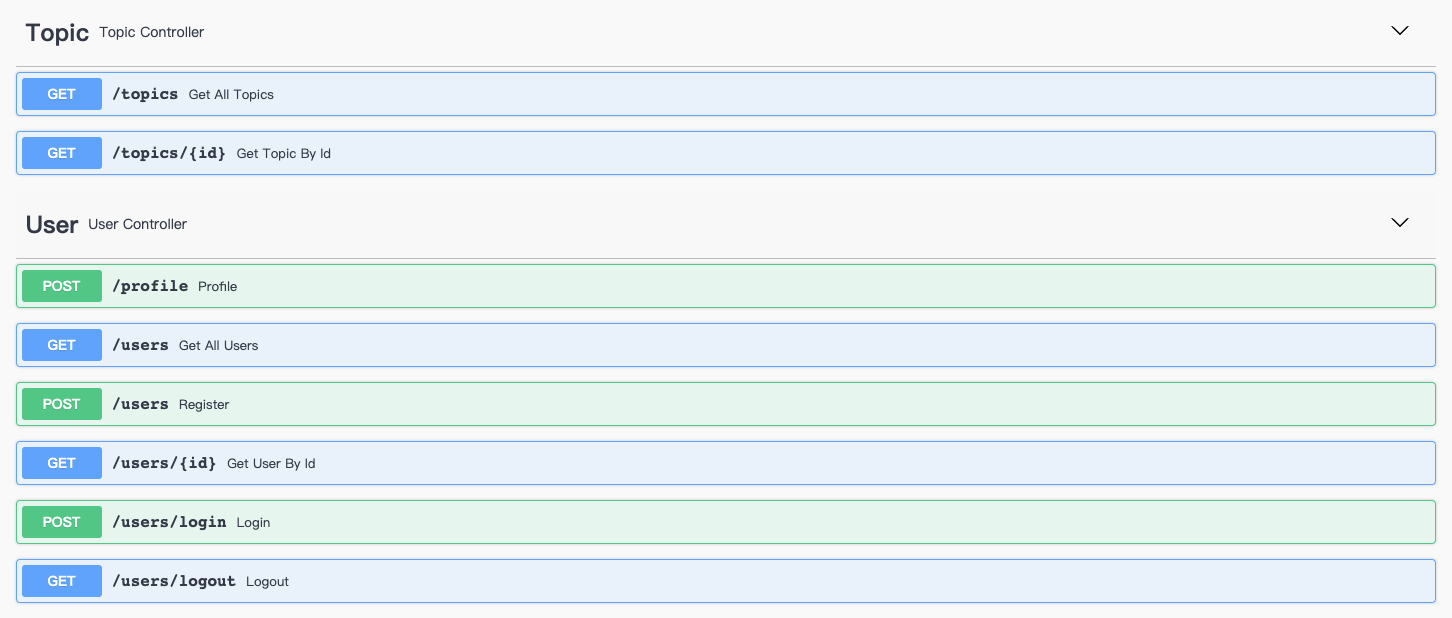 Topic Topic Controller
GET /topics Get All Topics
GET /topics/{id} Get Topic By Id
User User Controller
POST /profile Profile
GET /users Get All Users
POST /users Register
GET /users/{id} Get User By Id
POST /users/login Login
GET /users/logout Logout